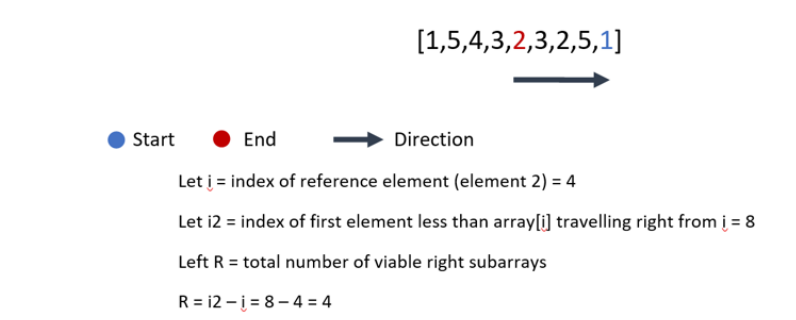 [1,5,4,3,2,3,2,5,1]
Start End Direction
Let i = index of reference element (element 2) = 4
Let i2 = index of first element less than array[i] travelling right from i = 8
Left R = total number of viable right subarrays
R = i2 – i = 8 – 4 = 4